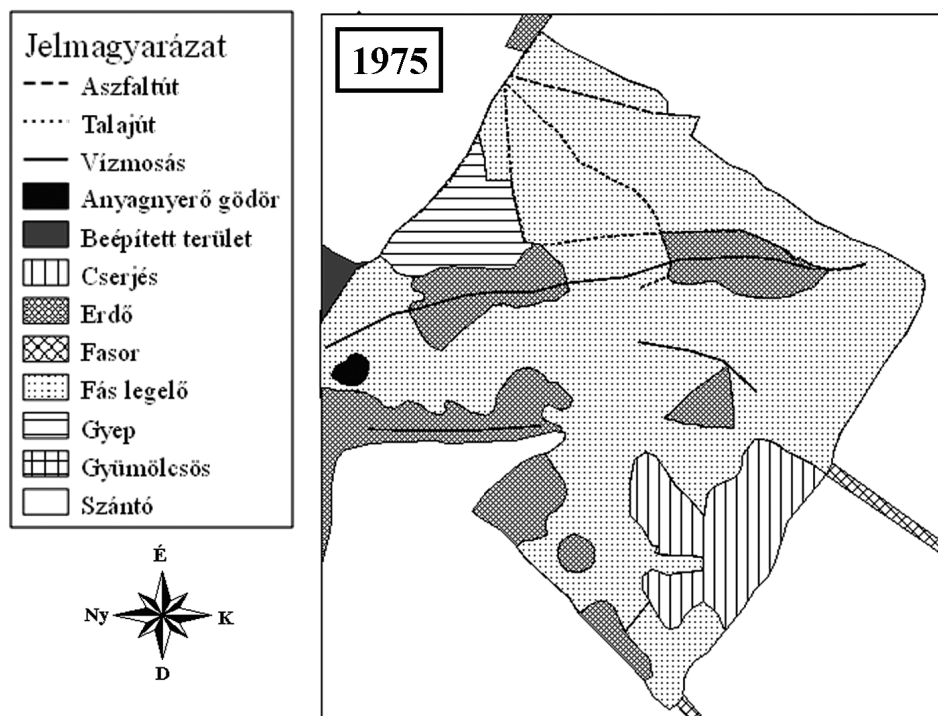 Jelmagyarázat
Aszfaltút
Talajút
Vízmosás
Anyagnyerő gödör
Beépített terület
Cserjés
Erdő
Fasor
Fás legelő
Gyep
Gyümölcsös
Szántó
É
Ny
K
D
1975